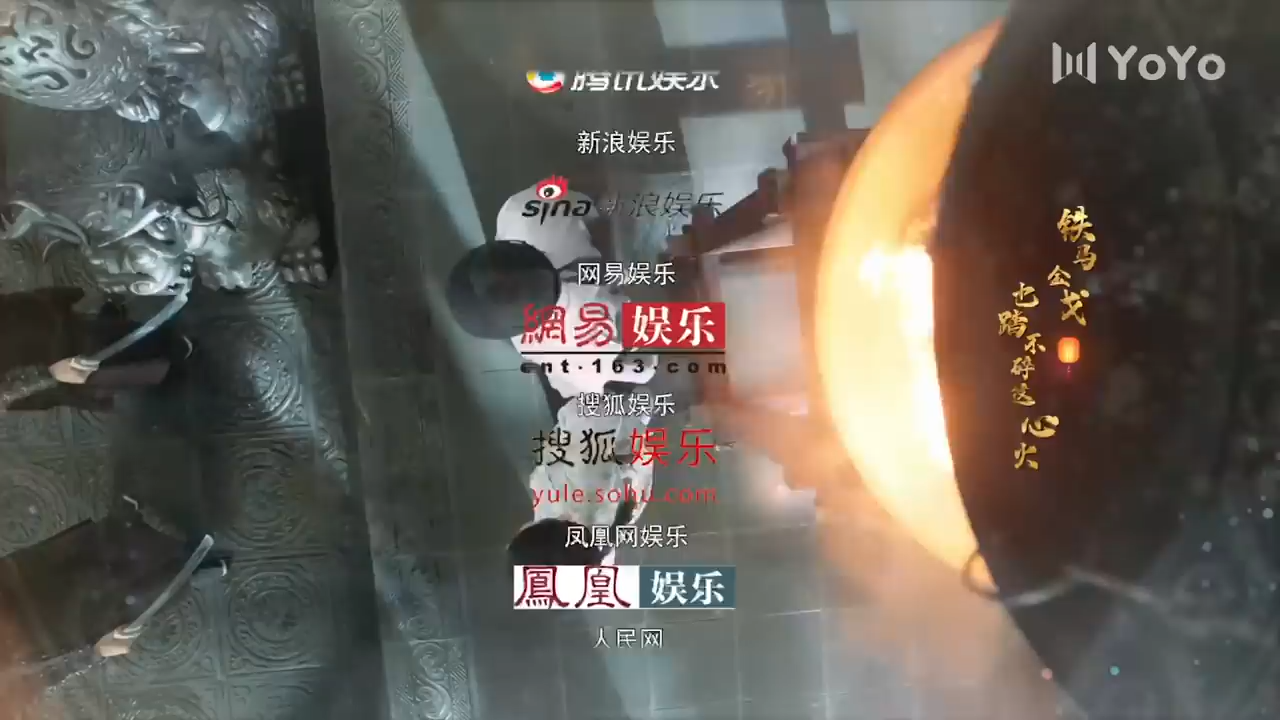 腾讯娱乐
新浪娱乐
sina 新浪娱乐
网易娱乐
網易 娱乐
ent·163·com
搜狐娱乐
搜狐娱乐
yule.sohu.com
凤凰网娱乐
鳳凰 娱乐
人民网
YoYo
铁马金戈
也踏不碎这心火